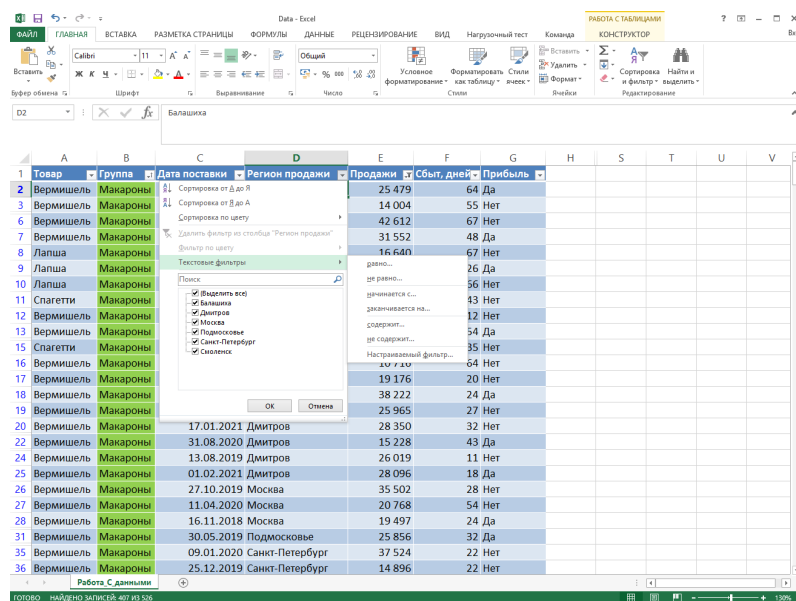 Data - Excel
РАБОТА С ТАБЛИЦАМИ
ФАЙЛ ГЛАВНАЯ ВСТАВКА РАЗМЕТКА СТРАНИЦЫ ФОРМУЛЫ ДАННЫЕ РЕЦЕНЗИРОВАНИЕ ВИД Нагрузочный тест Команда КОНСТРУКТОР Вх
Вставить
Calibri 11
Ж К Ч
Общий
% 000
Условное форматирование
Форматировать как таблицу
Стили ячеек
Вставить
Удалить
Формат
Сортировка и фильтр
Найти и выделить
Буфер обмена Шрифт Выравнивание Число Стили Ячейки Редактирование
D2 fx Балашиха
A B C D E F G H S T U V
1 Товар Группа Дата поставки Регион продажи Продажи Сбыт, дней Прибыль
2 Вермишель Макароны 25 479 64 Да
3 Вермишель Макароны 14 004 55 Нет
6 Вермишель Макароны 42 612 67 Нет
7 Вермишель Макароны 31 552 48 Да
8 Лапша Макароны 16 640 67 Нет
9 Лапша Макароны 26 Да
10 Лапша Макароны 56 Нет
11 Спагетти Макароны 43 Нет
12 Вермишель Макароны 12 Нет
13 Вермишель Макароны 54 Да
15 Спагетти Макароны 35 Нет
16 Вермишель Макароны 10 716 64 Нет
17 Вермишель Макароны 19 176 20 Нет
18 Вермишель Макароны 38 222 24 Да
19 Вермишель Макароны 25 965 27 Нет
20 Вермишель Макароны 17.01.2021 Дмитров 28 350 32 Нет
22 Вермишель Макароны 31.08.2020 Дмитров 15 228 43 Да
24 Вермишель Макароны 13.08.2019 Дмитров 26 019 11 Нет
25 Вермишель Макароны 01.02.2021 Дмитров 28 096 18 Да
26 Вермишель Макароны 27.10.2019 Москва 35 502 28 Нет
27 Вермишель Макароны 11.04.2020 Москва 20 768 54 Нет
28 Вермишель Макароны 16.11.2018 Москва 19 497 24 Да
31 Вермишель Макароны 30.05.2019 Подмосковье 25 856 32 Да
35 Вермишель Макароны 09.01.2020 Санкт-Петербург 37 524 22 Нет
36 Вермишель Макароны 25.12.2019 Санкт-Петербург 14 896 22 Нет
Сортировка от А до Я
Сортировка от Я до А
Сортировка по цвету
Удалить фильтр из столбца "Регион продажи"
Фильтр по цвету
Текстовые фильтры
Поиск
(Выделить все)
Балашиха
Дмитров
Москва
Подмосковье
Санкт-Петербург
Смоленск
ОК Отмена
равно...
не равно...
начинается с...
заканчивается на...
содержит...
не содержит...
Настраиваемый фильтр...
Работа_С_данными
ГОТОВО НАЙДЕНО ЗАПИСЕЙ: 407 ИЗ 526 130%